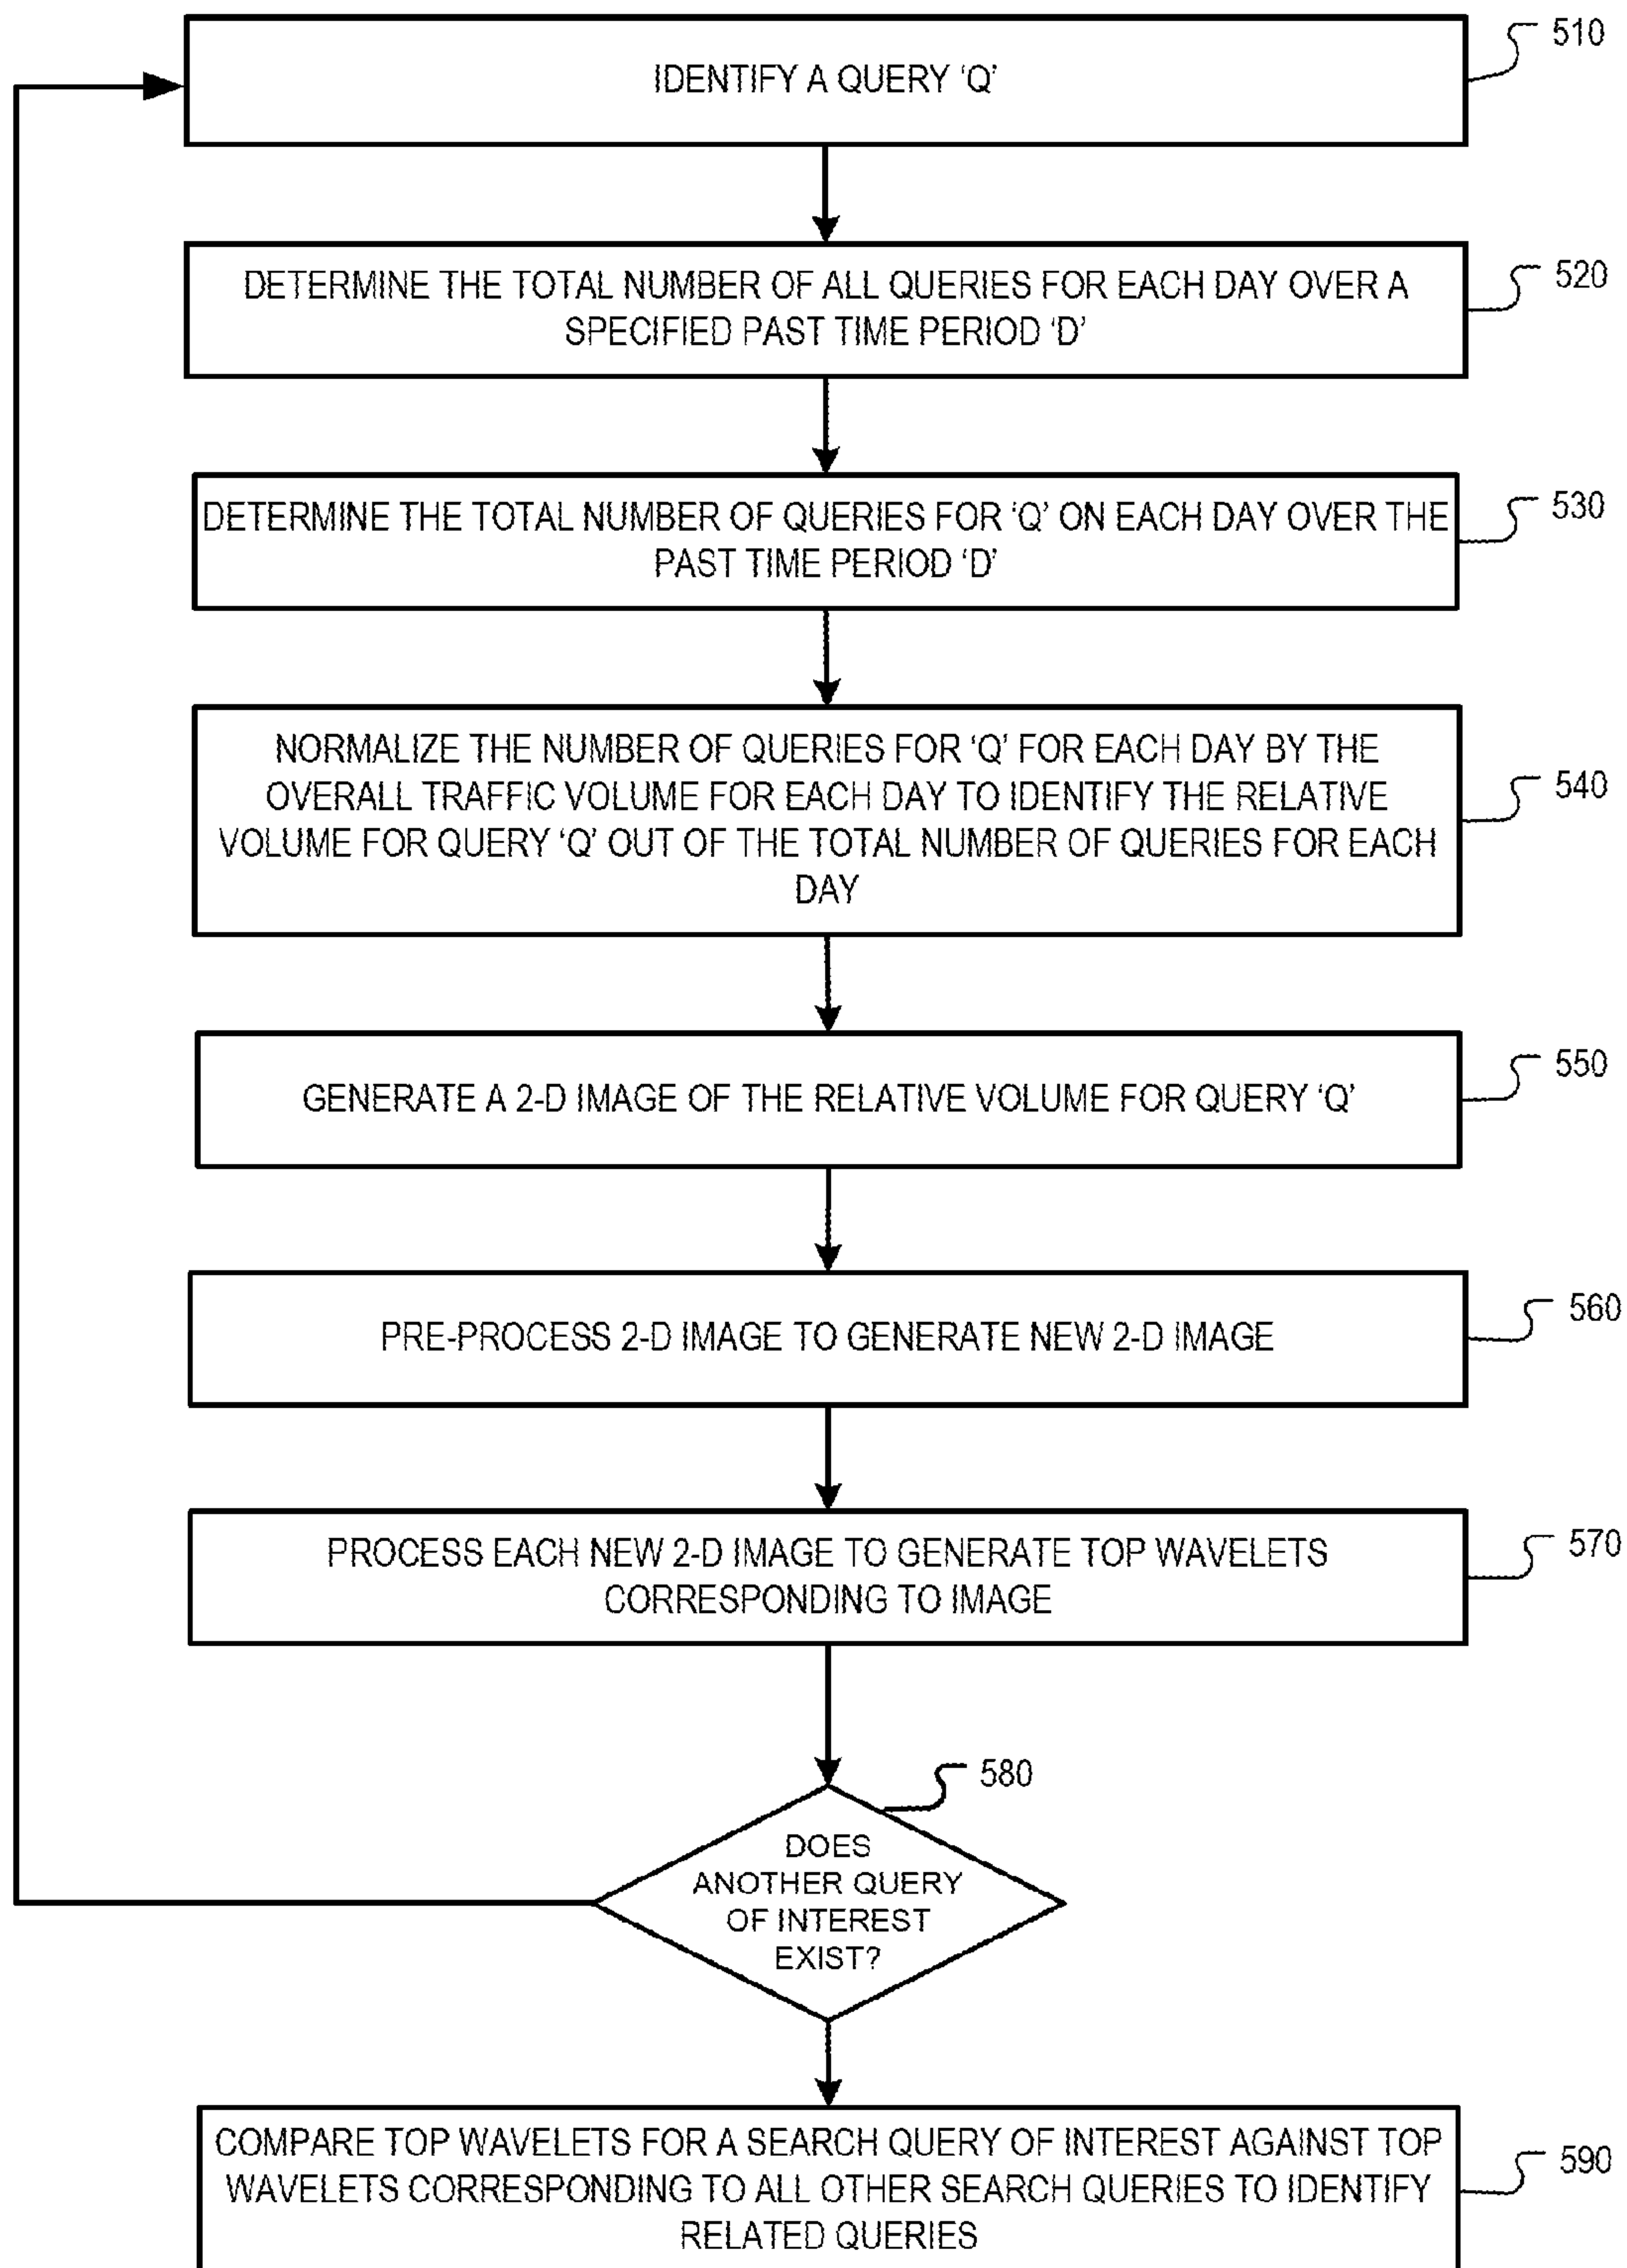 510
IDENTIFY A QUERY ‘Q’
520
DETERMINE THE TOTAL NUMBER OF ALL QUERIES FOR EACH DAY OVER A
SPECIFIED PAST TIME PERIOD ‘D’
530
DETERMINE THE TOTAL NUMBER OF QUERIES FOR ‘Q’ ON EACH DAY OVER THE
PAST TIME PERIOD ‘D’
540
NORMALIZE THE NUMBER OF QUERIES FOR ‘Q’ FOR EACH DAY BY THE
OVERALL TRAFFIC VOLUME FOR EACH DAY TO IDENTIFY THE RELATIVE
VOLUME FOR QUERY ‘Q’ OUT OF THE TOTAL NUMBER OF QUERIES FOR EACH
DAY
550
GENERATE A 2-D IMAGE OF THE RELATIVE VOLUME FOR QUERY ‘Q’
560
PRE-PROCESS 2-D IMAGE TO GENERATE NEW 2-D IMAGE
570
PROCESS EACH NEW 2-D IMAGE TO GENERATE TOP WAVELETS
CORRESPONDING TO IMAGE
580
DOES
ANOTHER QUERY
OF INTEREST
EXIST?
590
COMPARE TOP WAVELETS FOR A SEARCH QUERY OF INTEREST AGAINST TOP
WAVELETS CORRESPONDING TO ALL OTHER SEARCH QUERIES TO IDENTIFY
RELATED QUERIES